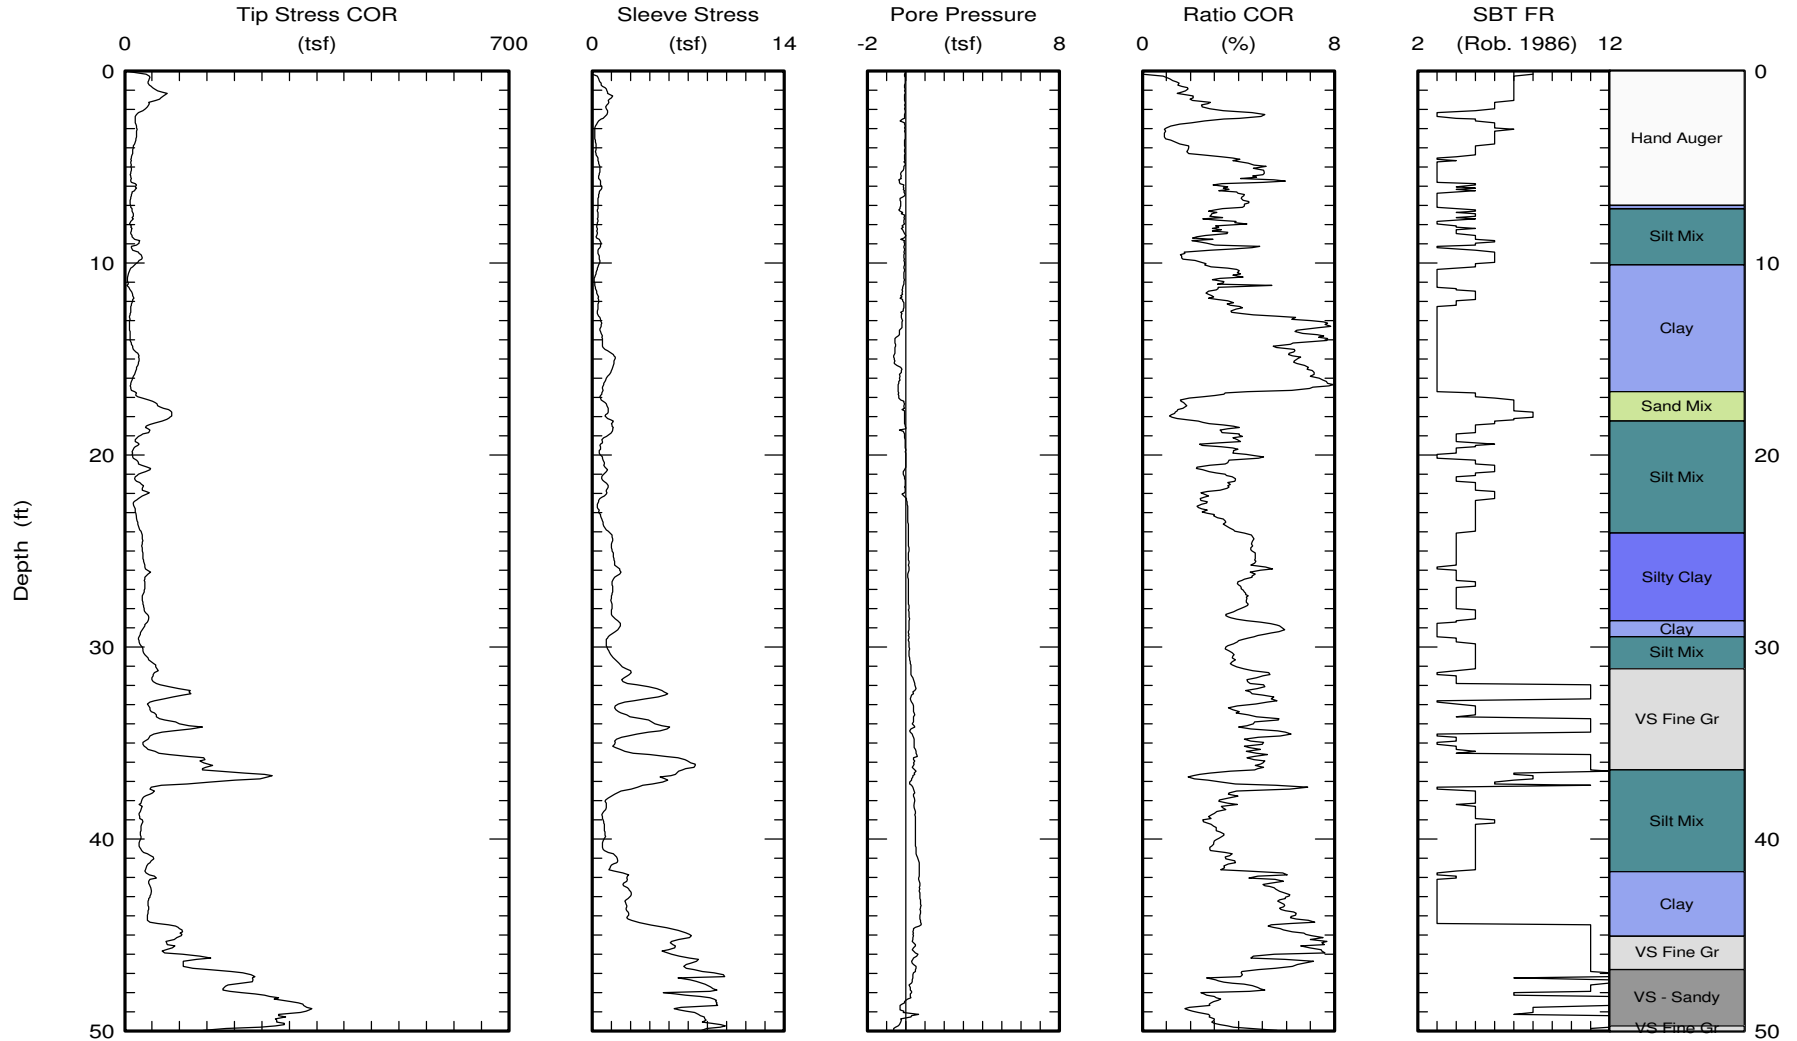 Tip Stress COR Sleeve Stress Pore Pressure Ratio COR SBT FR
0 (tsf) 700 0 (tsf) 14 -2 (tsf) 8 0 (%) 8 2 (Rob. 1986) 12
0 0
Hand Auger
Silt Mix
10 10
Clay
Sand Mix
20 20
Silt Mix
Depth (ft)
Silty Clay
Clay
30 Silt Mix 30
VS Fine Gr
Silt Mix
40 40
Clay
VS Fine Gr
VS - Sandy
VS Fine Gr
50 50